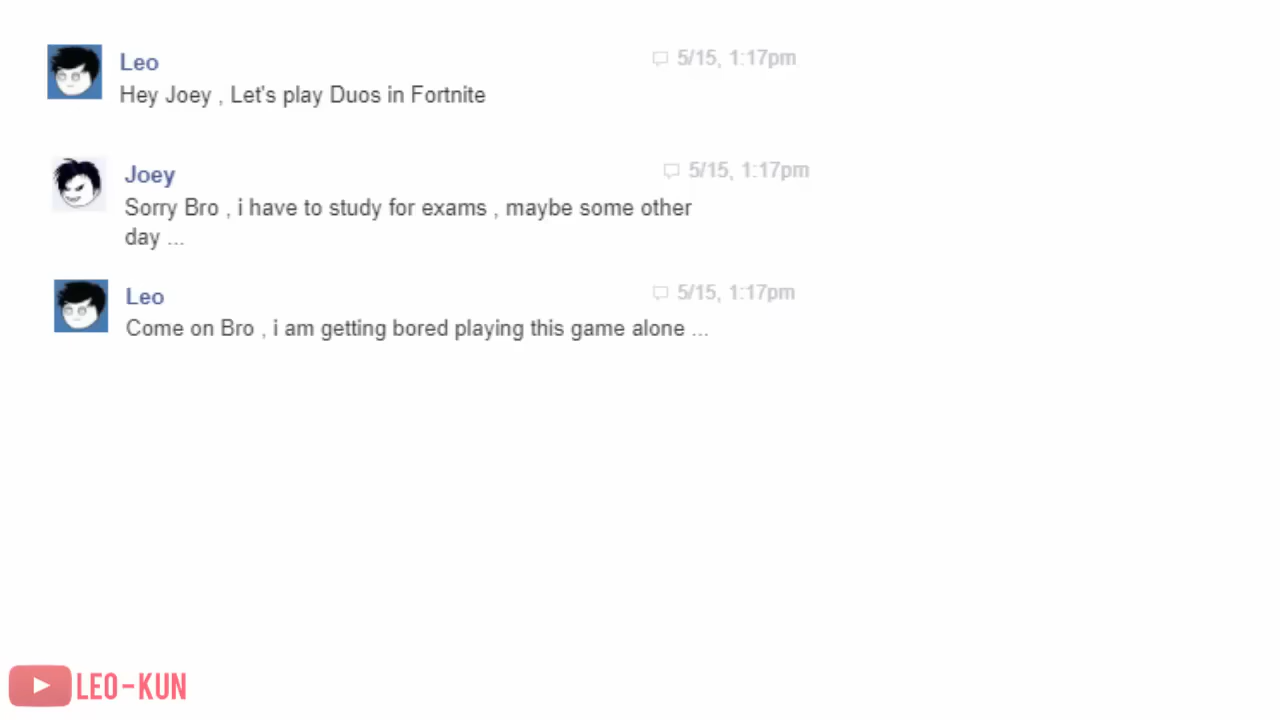 Leo
5/15, 1:17pm
Hey Joey , Let's play Duos in Fortnite
Joey
5/15, 1:17pm
Sorry Bro , i have to study for exams , maybe some other
day ...
Leo
5/15, 1:17pm
Come on Bro , i am getting bored playing this game alone ...
LEO-KUN